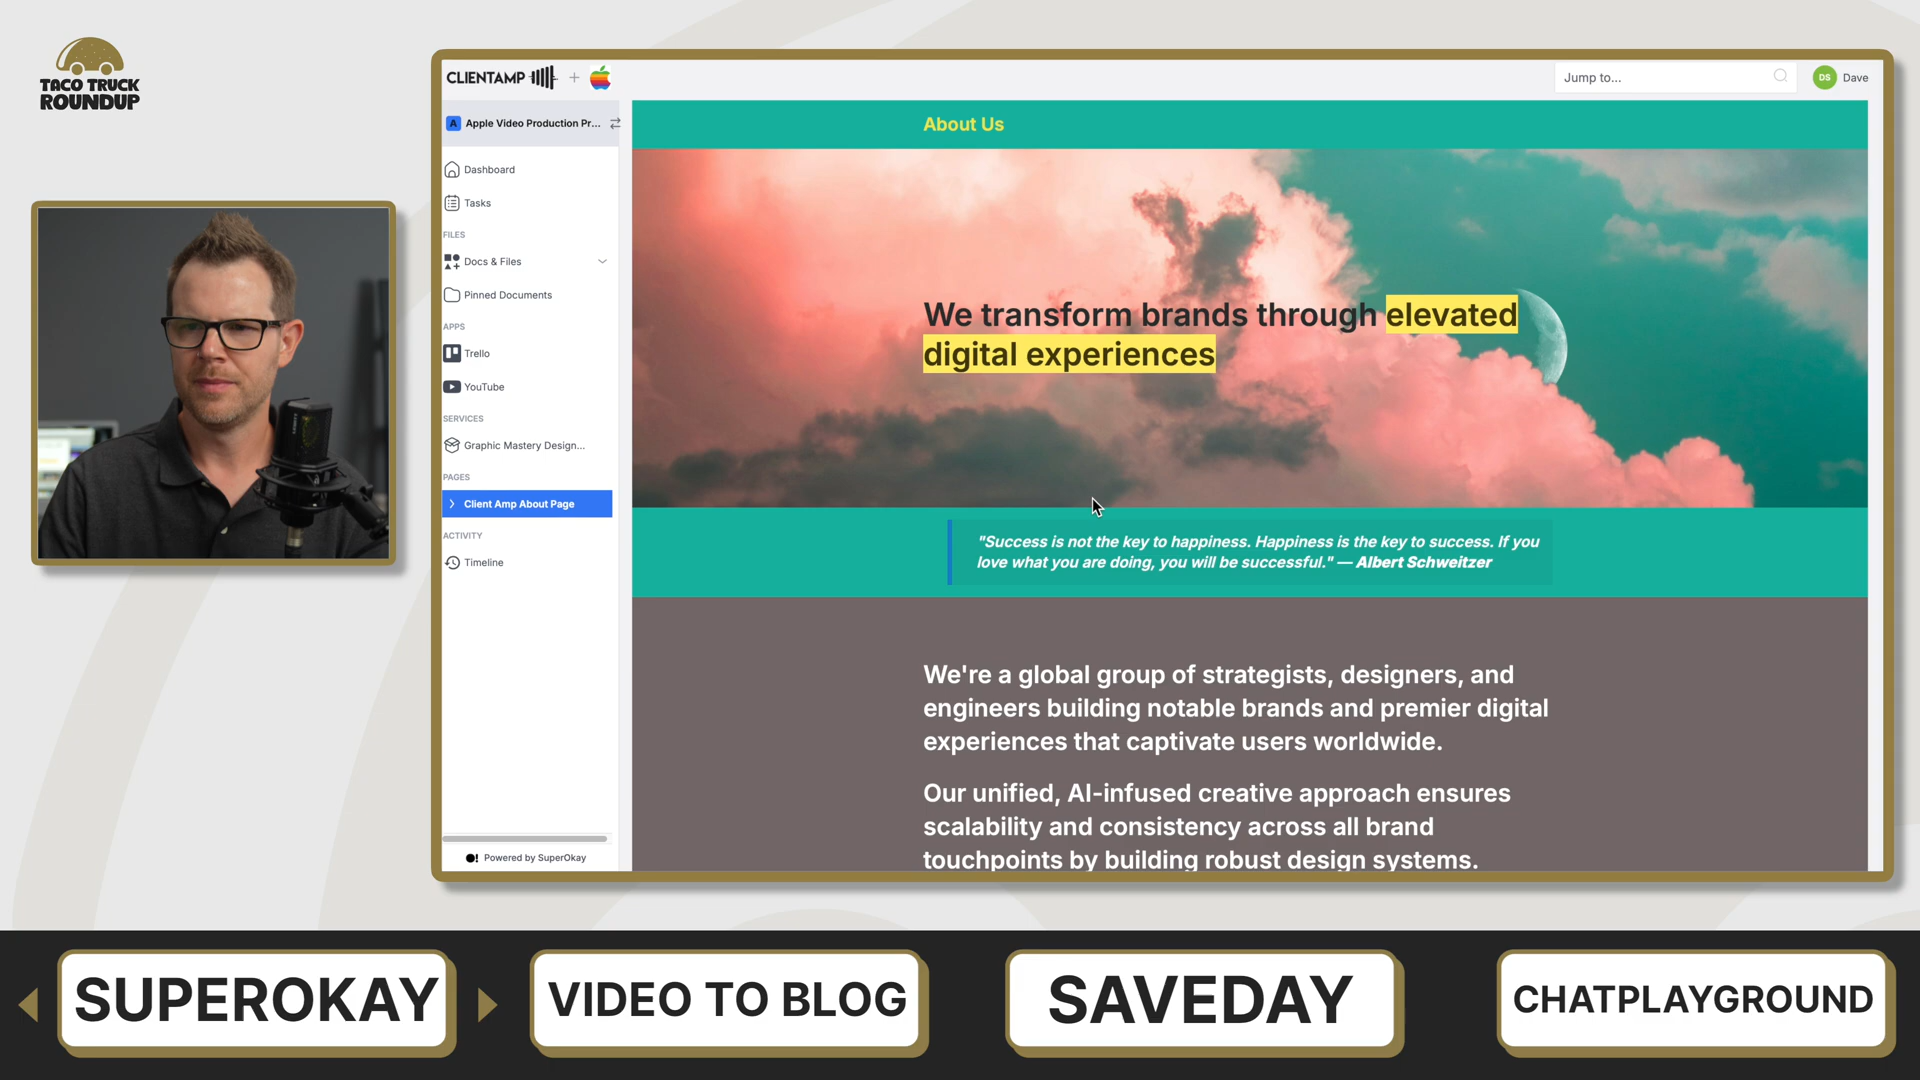 TACO TRUCK
ROUNDUP
CLIENTAMP
Jump to...
DS
Dave
A
Apple Video Production Pr...
Dashboard
Tasks
FILES
Docs & Files
Pinned Documents
APPS
Trello
YouTube
SERVICES
Graphic Mastery Design...
PAGES
Client Amp About Page
ACTIVITY
Timeline
Powered by SuperOkay
About Us
We transform brands through elevated
digital experiences
"Success is not the key to happiness. Happiness is the key to success. If you
love what you are doing, you will be successful." — Albert Schweitzer
We're a global group of strategists, designers, and
engineers building notable brands and premier digital
experiences that captivate users worldwide.
Our unified, AI-infused creative approach ensures
scalability and consistency across all brand
touchpoints by building robust design systems.
SUPEROKAY
VIDEO TO BLOG
SAVEDAY
CHATPLAYGROUND